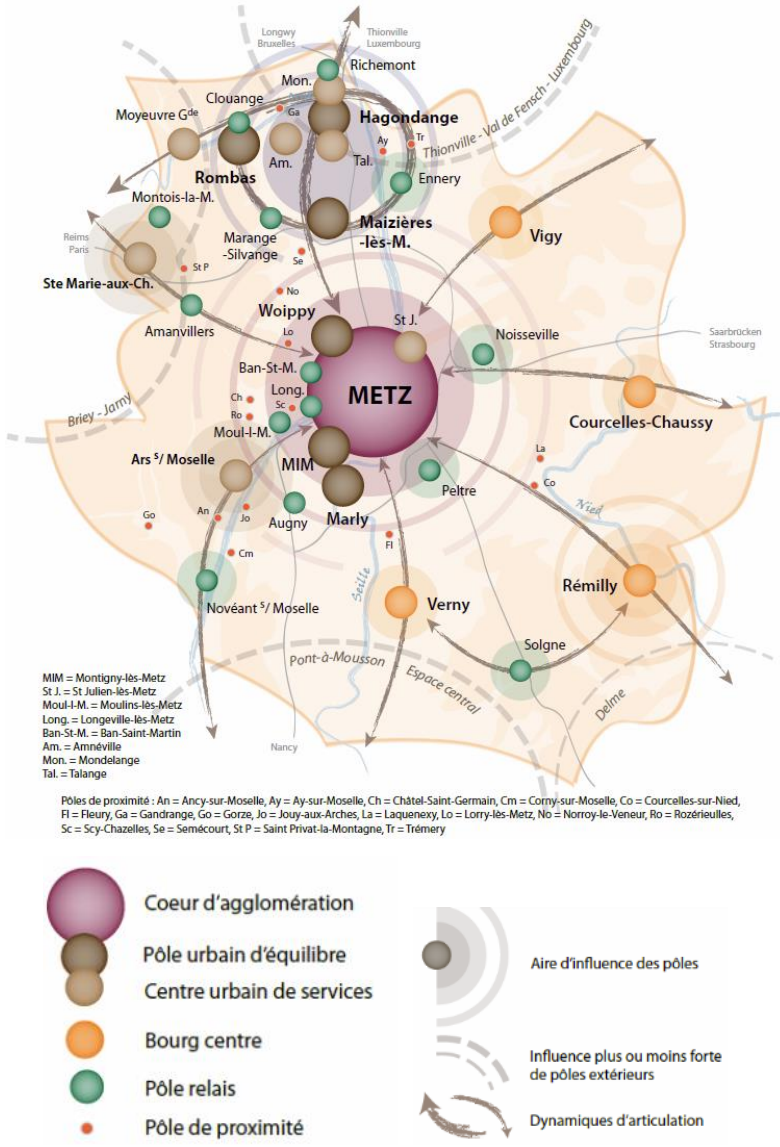 Longwy
Bruxelles
Thionville
Luxembourg
Mon.
Richemont
Clouange
Ga
Moyeuvre Gde
Hagondange
Ay
Tr
Thionville - Val de Fensch - Luxembourg
Am.
Tal.
Rombas
Ennery
Montois-la-M.
Maizières
-lès-M.
Marange
-Silvange
Vigy
Reims
Paris
St P
Se
Ste Marie-aux-Ch.
No
Woippy
St J.
Amanvillers
Lo
Noisseville
Saarbrücken
Strasbourg
Ban-St-M.
METZ
Long.
Ch
Sc
Ro
Briey - Jarny
Moul-l-M.
Courcelles-Chaussy
Ars S/ Moselle
MIM
La
Peltre
Co
Marly
An
Jo
Go
Augny
Nied
Fl
Cm
Seille
Rémilly
Novéant S/ Moselle
Verny
Solgne
Pont-à-Mousson
Espace central
Delme
Nancy
MIM = Montigny-lès-Metz
St J. = St Julien-lès-Metz
Moul-l-M. = Moulins-lès-Metz
Long. = Longeville-lès-Metz
Ban-St-M. = Ban-Saint-Martin
Am. = Amnéville
Mon. = Mondelange
Tal. = Talange
Pôles de proximité : An = Ancy-sur-Moselle, Ay = Ay-sur-Moselle, Ch = Châtel-Saint-Germain, Cm = Corny-sur-Moselle, Co = Courcelles-sur-Nied,
Fl = Fleury, Ga = Gandrange, Go = Gorze, Jo = Jouy-aux-Arches, La = Laquenexy, Lo = Lorry-lès-Metz, No = Norroy-le-Veneur, Ro = Rozérieulles,
Sc = Scy-Chazelles, Se = Semécourt, St P = Saint Privat-la-Montagne, Tr = Trémery
Coeur d'agglomération
Pôle urbain d'équilibre
Centre urbain de services
Bourg centre
Pôle relais
Pôle de proximité
Aire d'influence des pôles
Influence plus ou moins forte
de pôles extérieurs
Dynamiques d'articulation